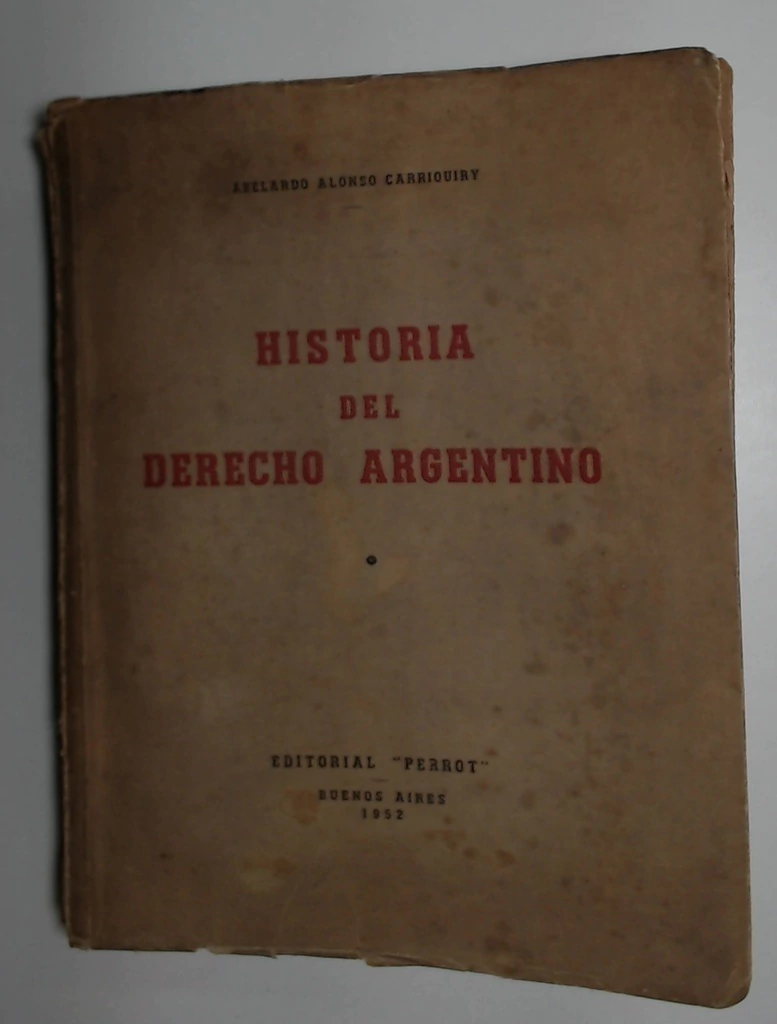 ABELARDO ALONSO CARRIQUIRY
HISTORIA
DEL
DERECHO ARGENTINO
EDITORIAL "PERROT"
BUENOS AIRES
1952